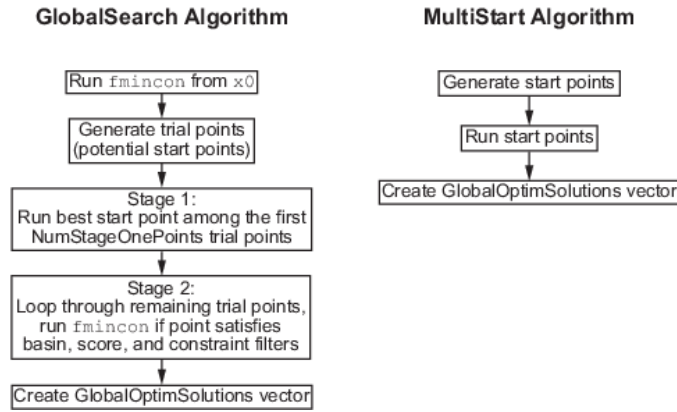 GlobalSearch Algorithm
Run fmincon from x0
Generate trial points
(potential start points)
Stage 1:
Run best start point among the first
NumStageOnePoints trial points
Stage 2:
Loop through remaining trial points,
run fmincon if point satisfies
basin, score, and constraint filters
Create GlobalOptimSolutions vector
MultiStart Algorithm
Generate start points
Run start points
Create GlobalOptimSolutions vector